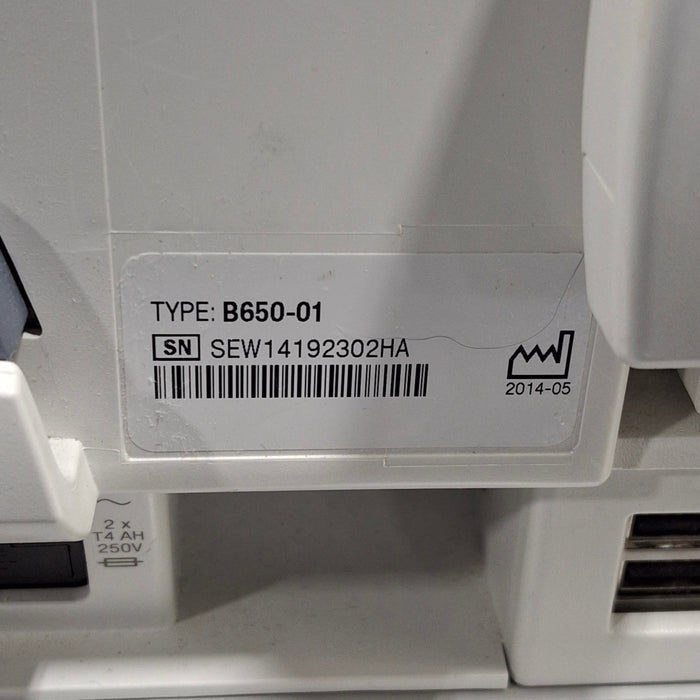 TYPE: B650-01
SN SEW14192302HA
2014-05
2 x
T4 AH
250V